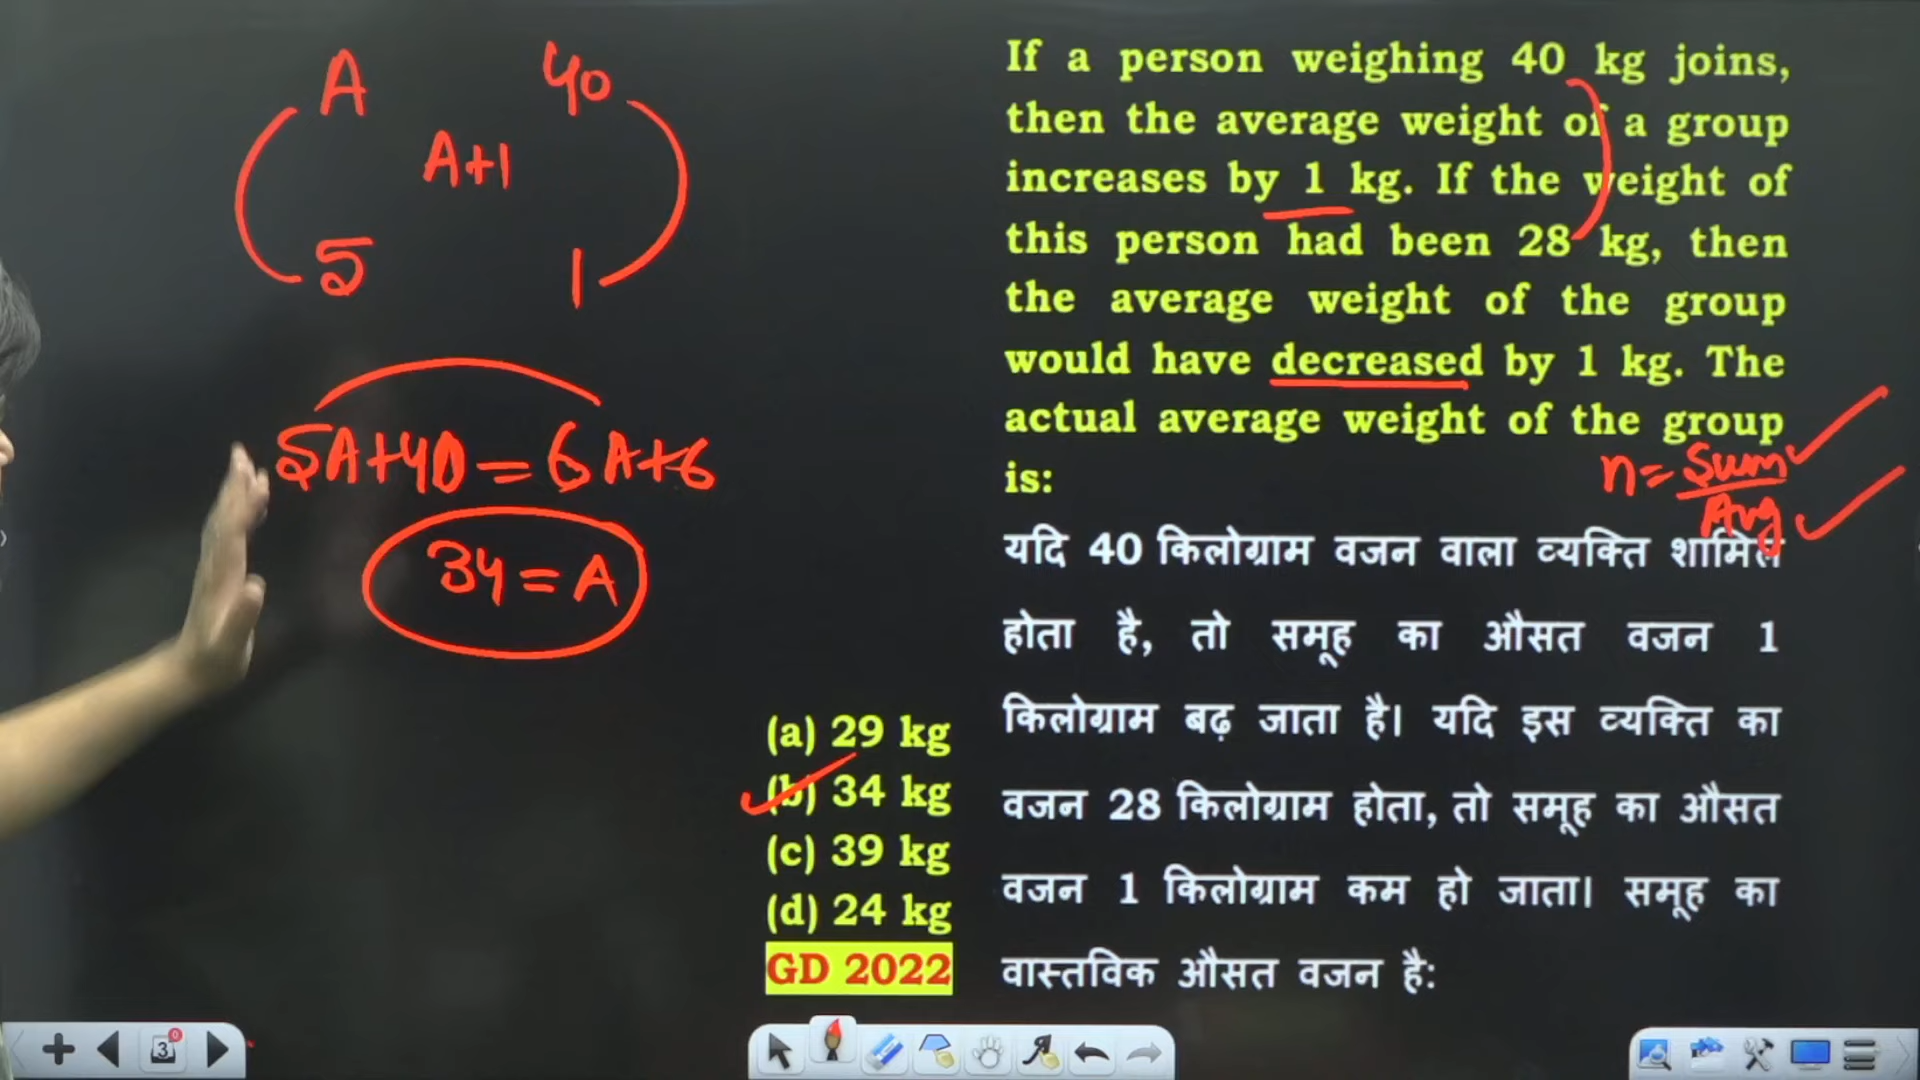 A 40
A+1
5 1
5A+40=6A+6
34=A
If a person weighing 40 kg joins,
then the average weight of a group
increases by 1 kg. If the weight of
this person had been 28 kg, then
the average weight of the group
would have decreased by 1 kg. The
actual average weight of the group
is:
n= Sum
Avg
यदि 40 किलोग्राम वजन वाला व्यक्ति शामिल
होता है, तो समूह का औसत वजन 1
किलोग्राम बढ़ जाता है। यदि इस व्यक्ति का
वजन 28 किलोग्राम होता, तो समूह का औसत
वजन 1 किलोग्राम कम हो जाता। समूह का
वास्तविक औसत वजन है:
(a) 29 kg
(b) 34 kg
(c) 39 kg
(d) 24 kg
GD 2022
3
0